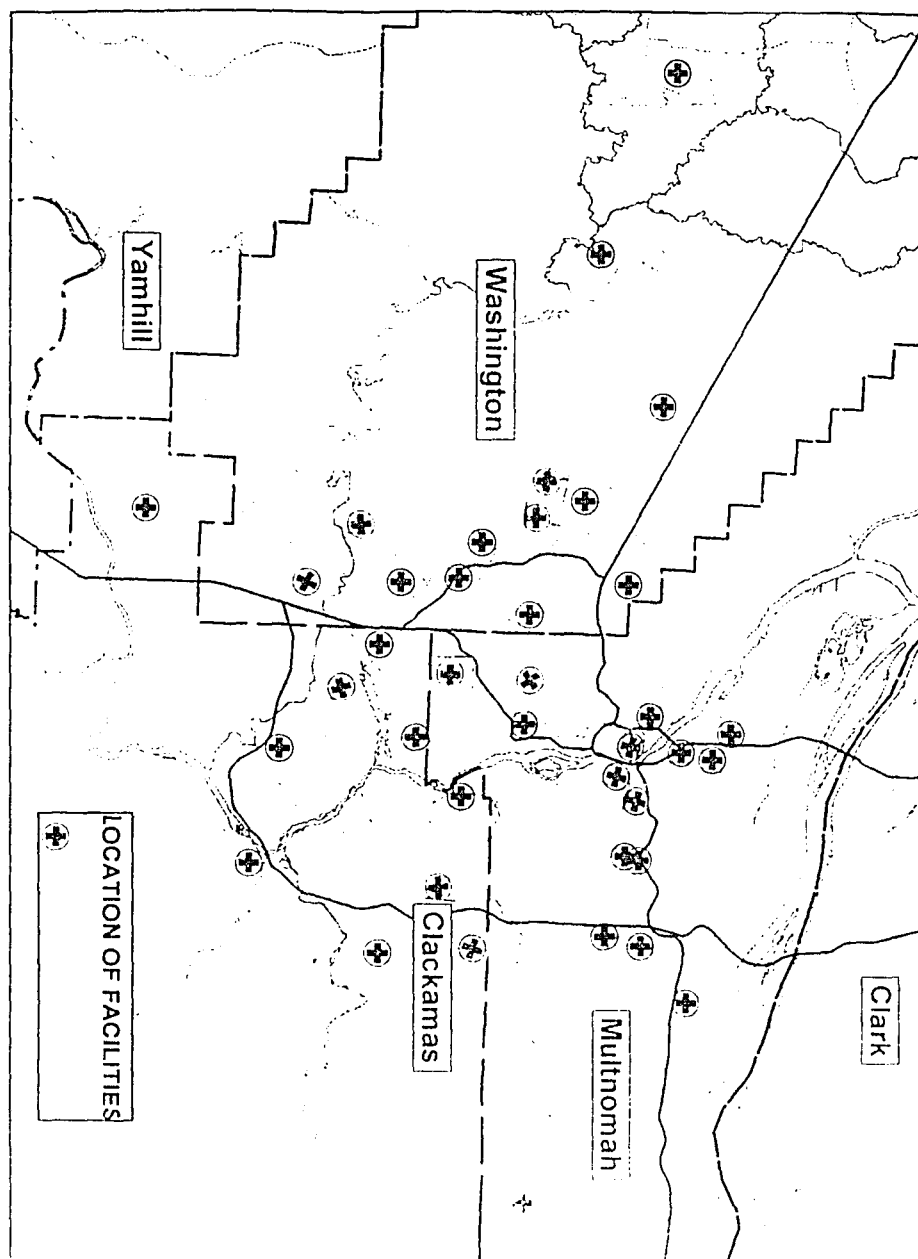 Clark
Washington
Multnomah
Yamhill
Clackamas
LOCATION OF FACILITIES